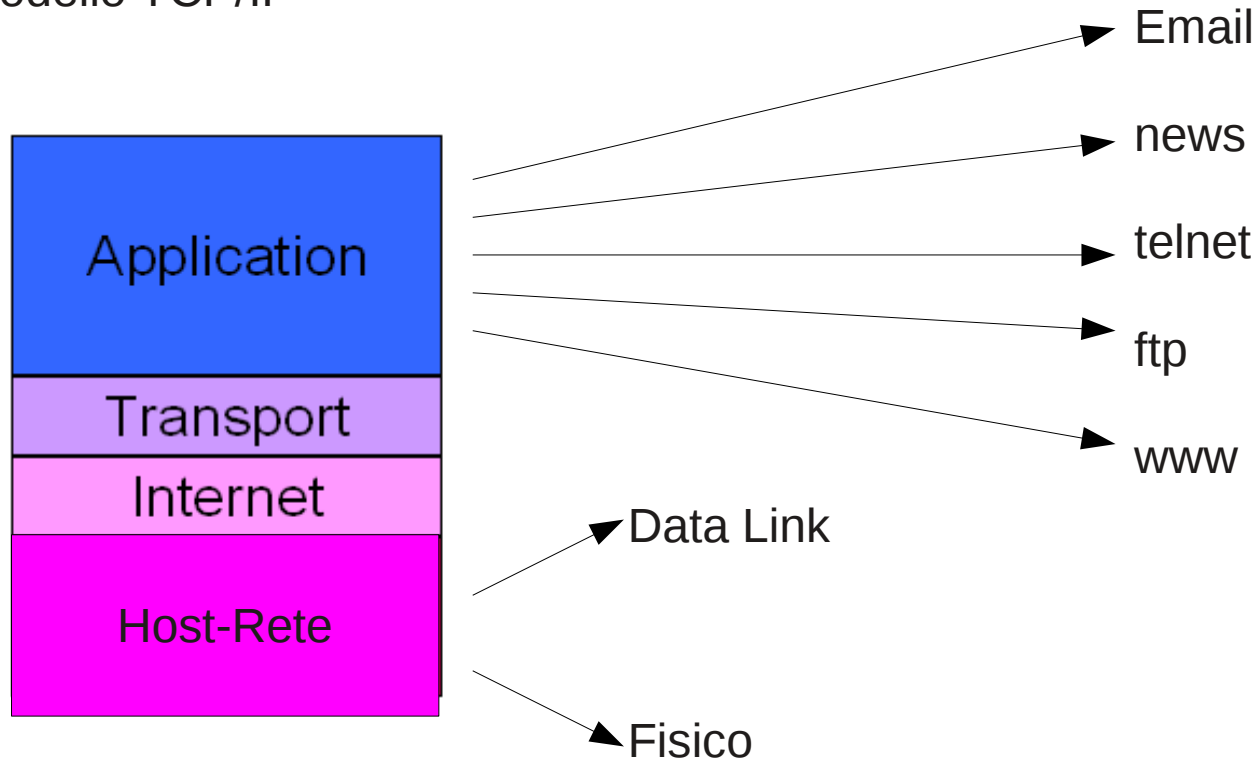 Email
news
Application
telnet
ftp
Transport
www
Internet
Data Link
Host-Rete
Fisico